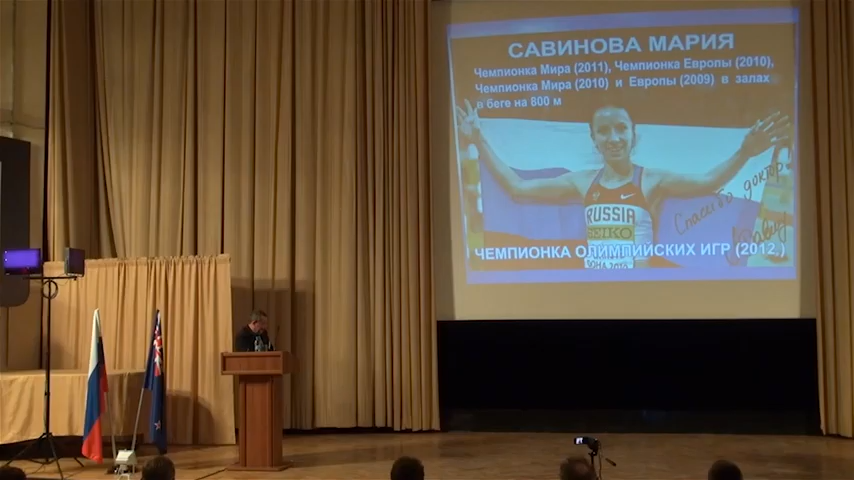 САВИНОВА МАРИЯ
Чемпионка Мира (2011), Чемпионка Европы (2010),
Чемпионка Мира (2010) и Европы (2009) в залах
в беге на 800 м
Спасибо доктор
RUSSIA
SEIKO
ЧЕМПИОНКА ОЛИМПИЙСКИХ ИГР (2012,)